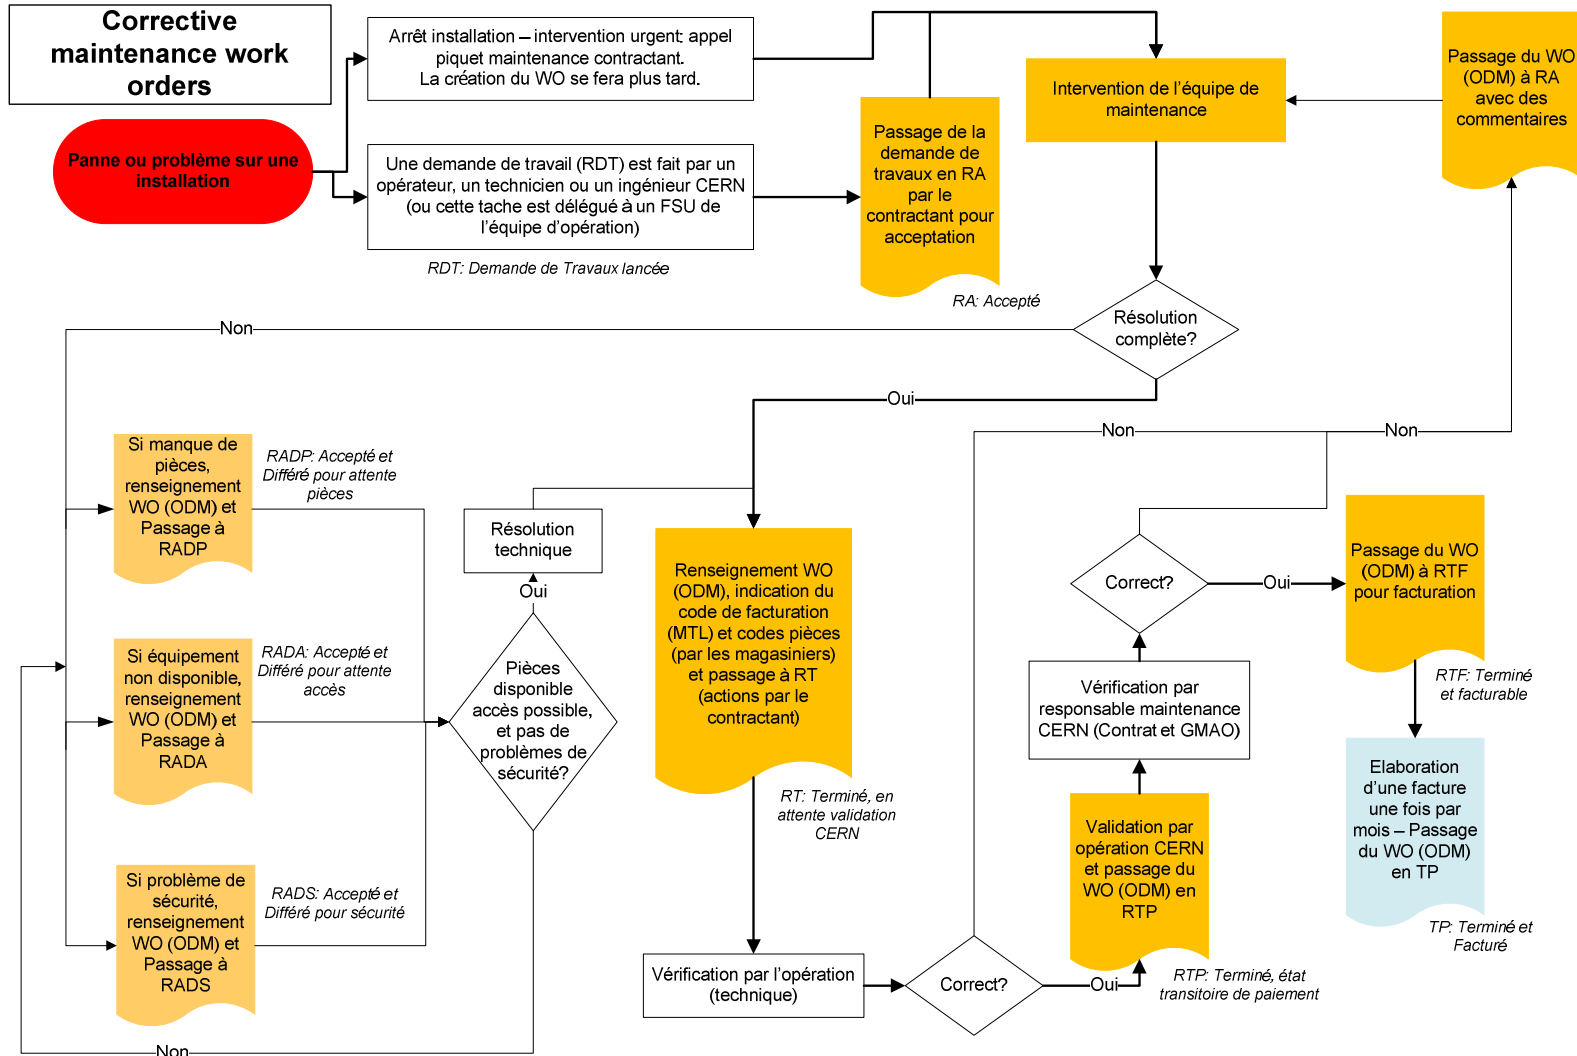 Corrective
maintenance work
orders
Arrêt installation – intervention urgent: appel
piquet maintenance contractant.
La création du WO se fera plus tard.
Panne ou problème sur une
installation
Une demande de travail (RDT) est fait par un
opérateur, un technicien ou un ingénieur CERN
(ou cette tache est délégué à un FSU de
l'équipe d'opération)
RDT: Demande de Travaux lancée
Passage de la
demande de
travaux en RA
par le
contractant pour
acceptation
RA: Accepté
Intervention de l'équipe de
maintenance
Passage du WO
(ODM) à RA
avec des
commentaires
Résolution
complète?
Non
Oui
Non
Non
Si manque de
pièces,
renseignement
WO (ODM) et
Passage à
RADP
RADP: Accepté et
Différé pour attente
pièces
Si équipement
non disponible,
renseignement
WO (ODM) et
Passage à
RADA
RADA: Accepté et
Différé pour attente
accès
Si problème de
sécurité,
renseignement
WO (ODM) et
Passage à
RADS
RADS: Accepté et
Différé pour sécurité
Résolution
technique
Oui
Pièces
disponible
accès possible,
et pas de
problèmes de
sécurité?
Non
Renseignement WO
(ODM), indication du
code de facturation
(MTL) et codes pièces
(par les magasiniers)
et passage à RT
(actions par le
contractant)
RT: Terminé, en
attente validation
CERN
Vérification par l'opération
(technique)
Correct?
Oui
Validation par
opération CERN
et passage du
WO (ODM) en
RTP
RTP: Terminé, état
transitoire de paiement
Vérification par
responsable maintenance
CERN (Contrat et GMAO)
Correct?
Oui
Passage du WO
(ODM) à RTF
pour facturation
RTF: Terminé
et facturable
Elaboration
d'une facture
une fois par
mois – Passage
du WO (ODM)
en TP
TP: Terminé et
Facturé